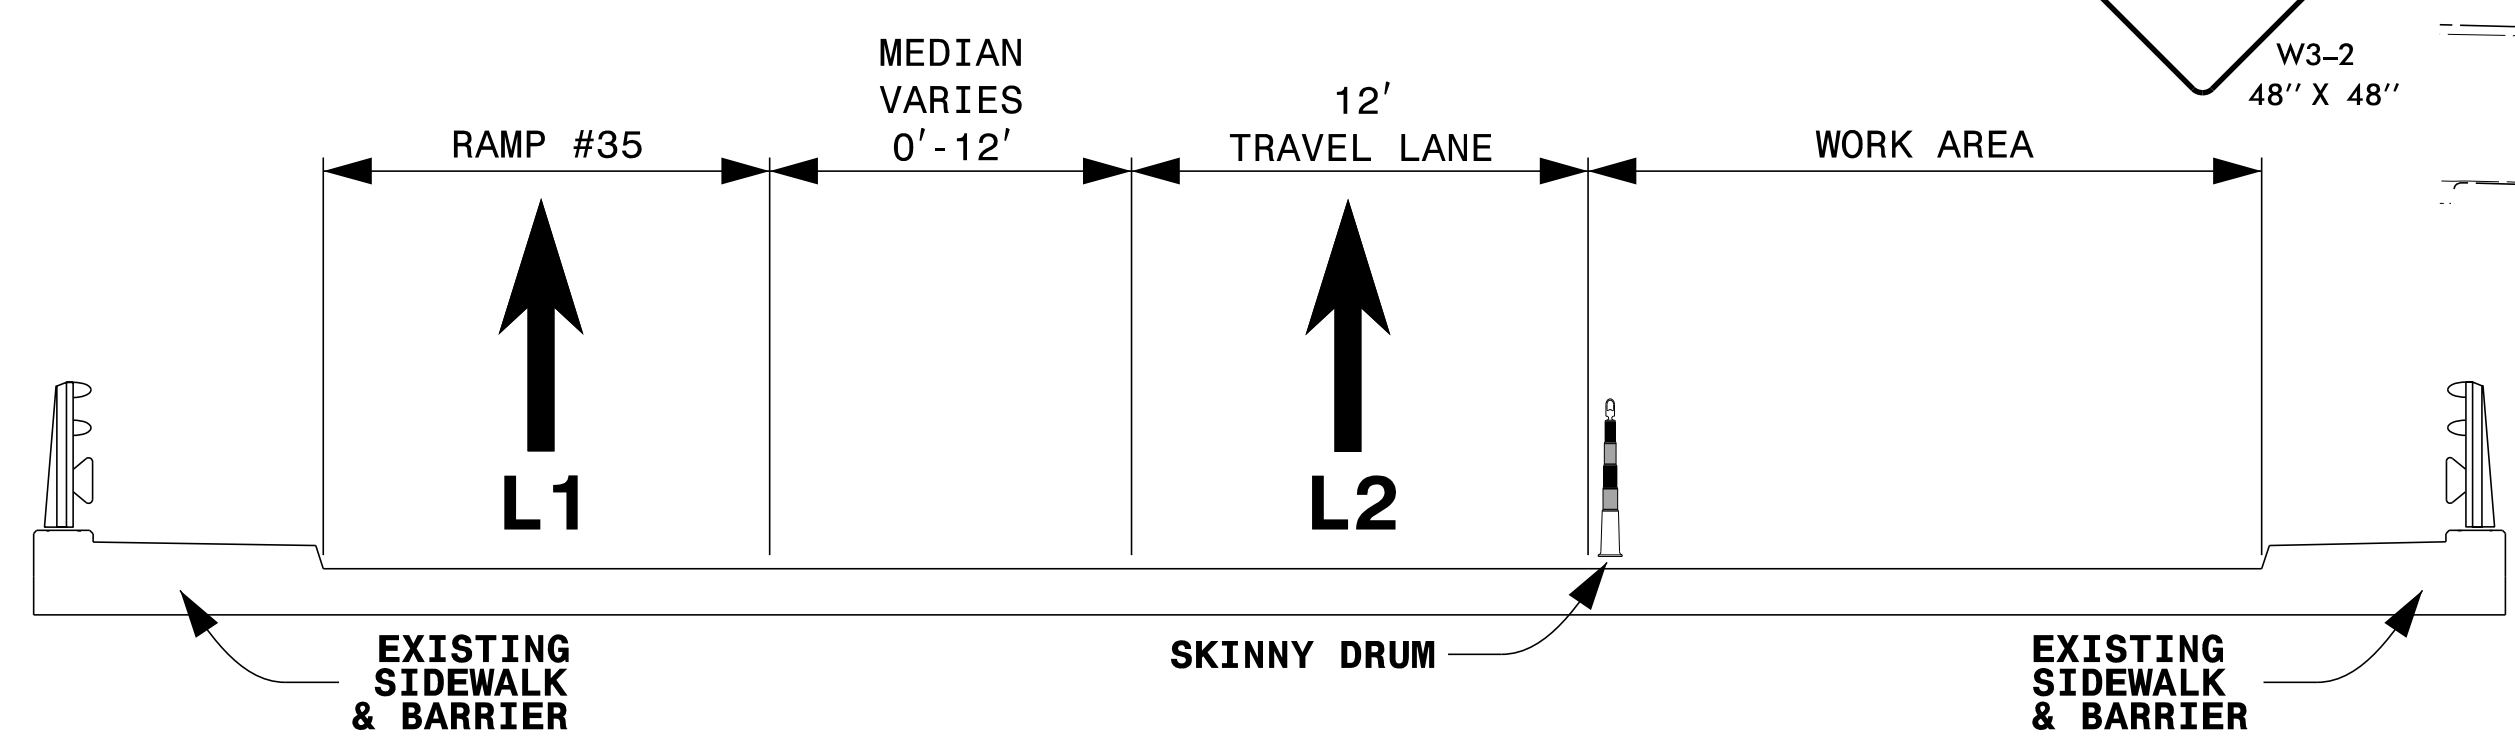 MEDIAN
VARIES
0'-12'
RAMP #35
12'
TRAVEL LANE
WORK AREA
W3-2
48'' X 48''
L1
L2
EXISTING
SIDEWALK
& BARRIER
SKINNY DRUM
EXISTING
SIDEWALK
& BARRIER